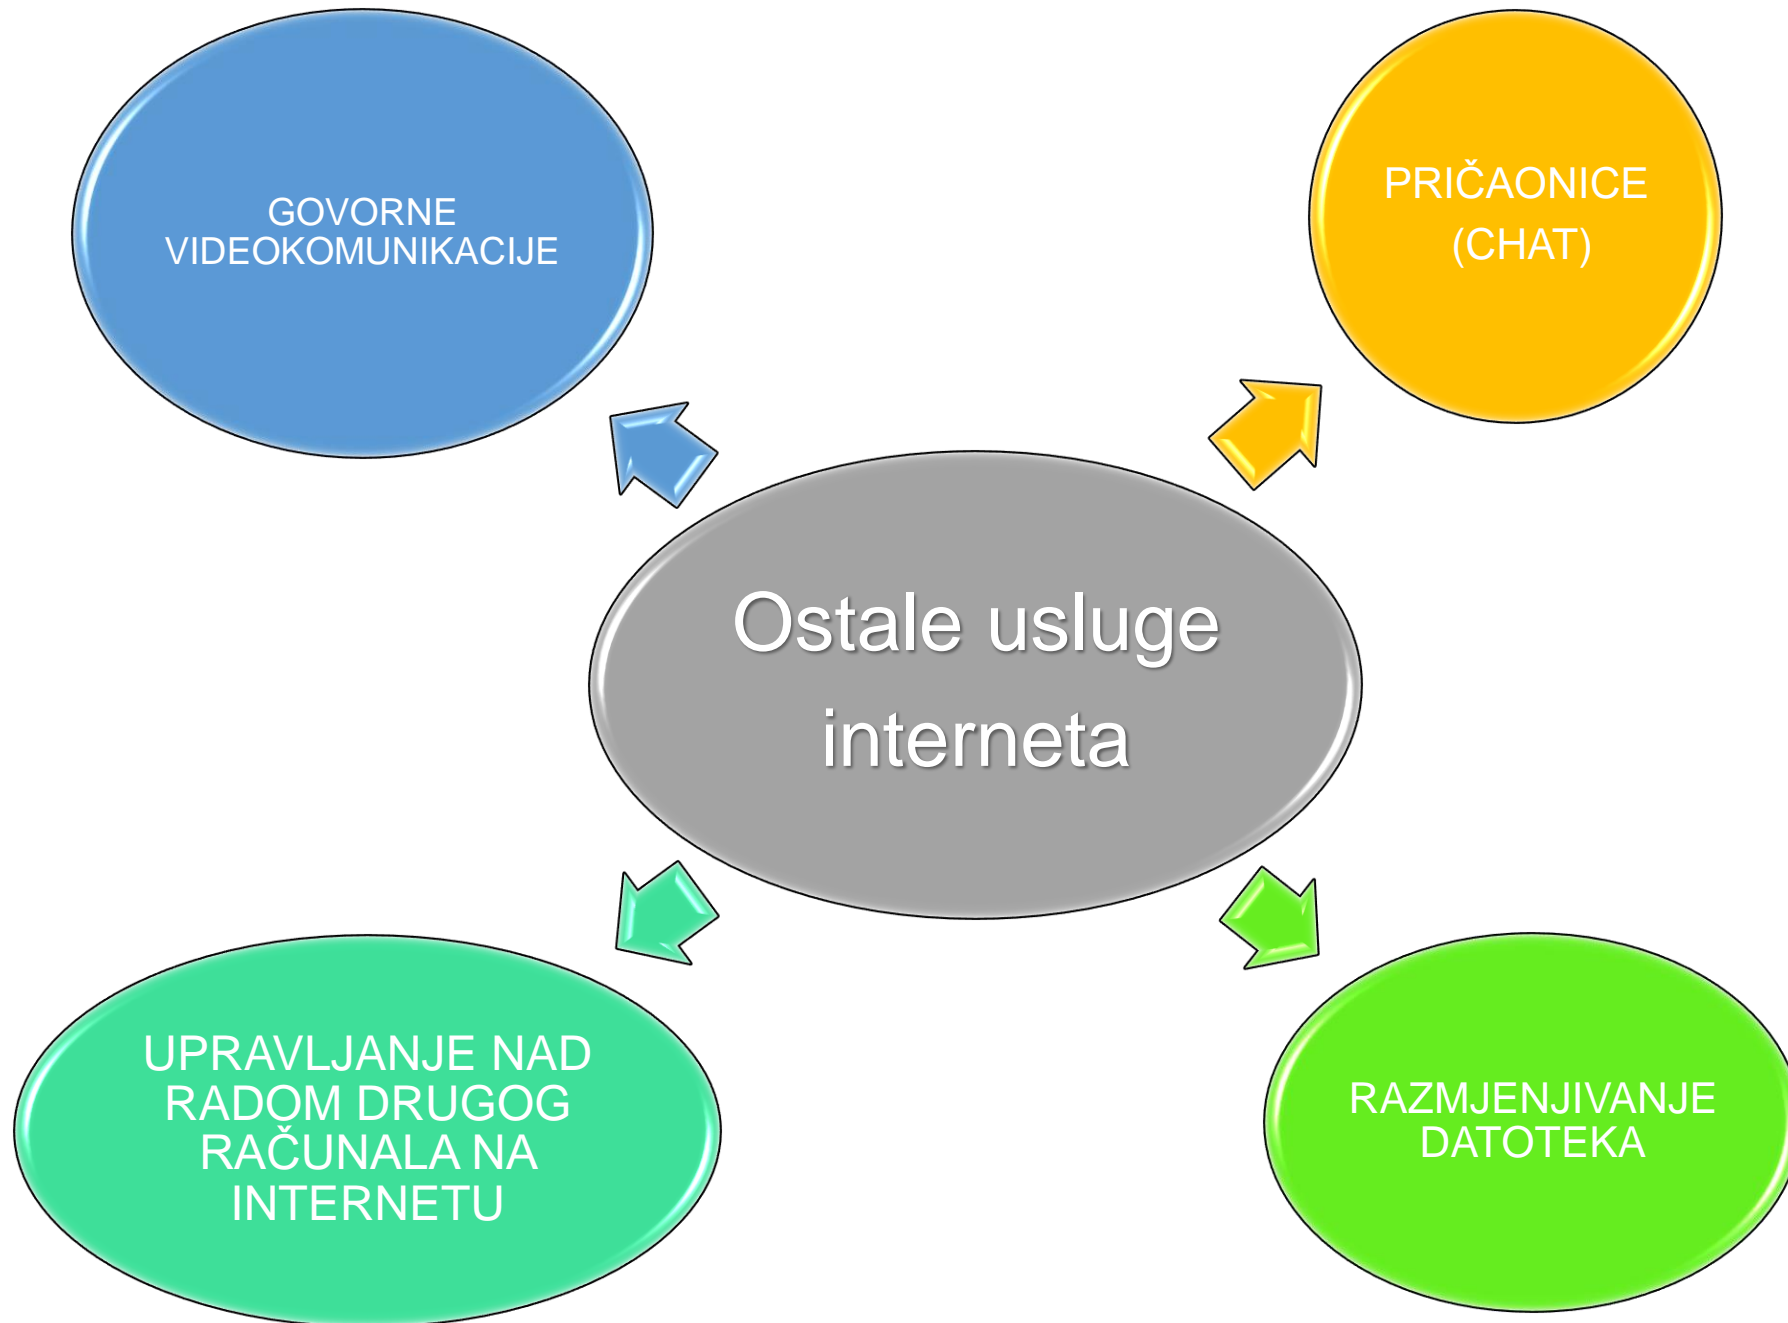 GOVORNE
VIDEOKOMUNIKACIJE
PRIČAONICE
(CHAT)
Ostale usluge
interneta
UPRAVLJANJE NAD
RADOM DRUGOG
RAČUNALA NA
INTERNETU
RAZMJENJIVANJE
DATOTEKA